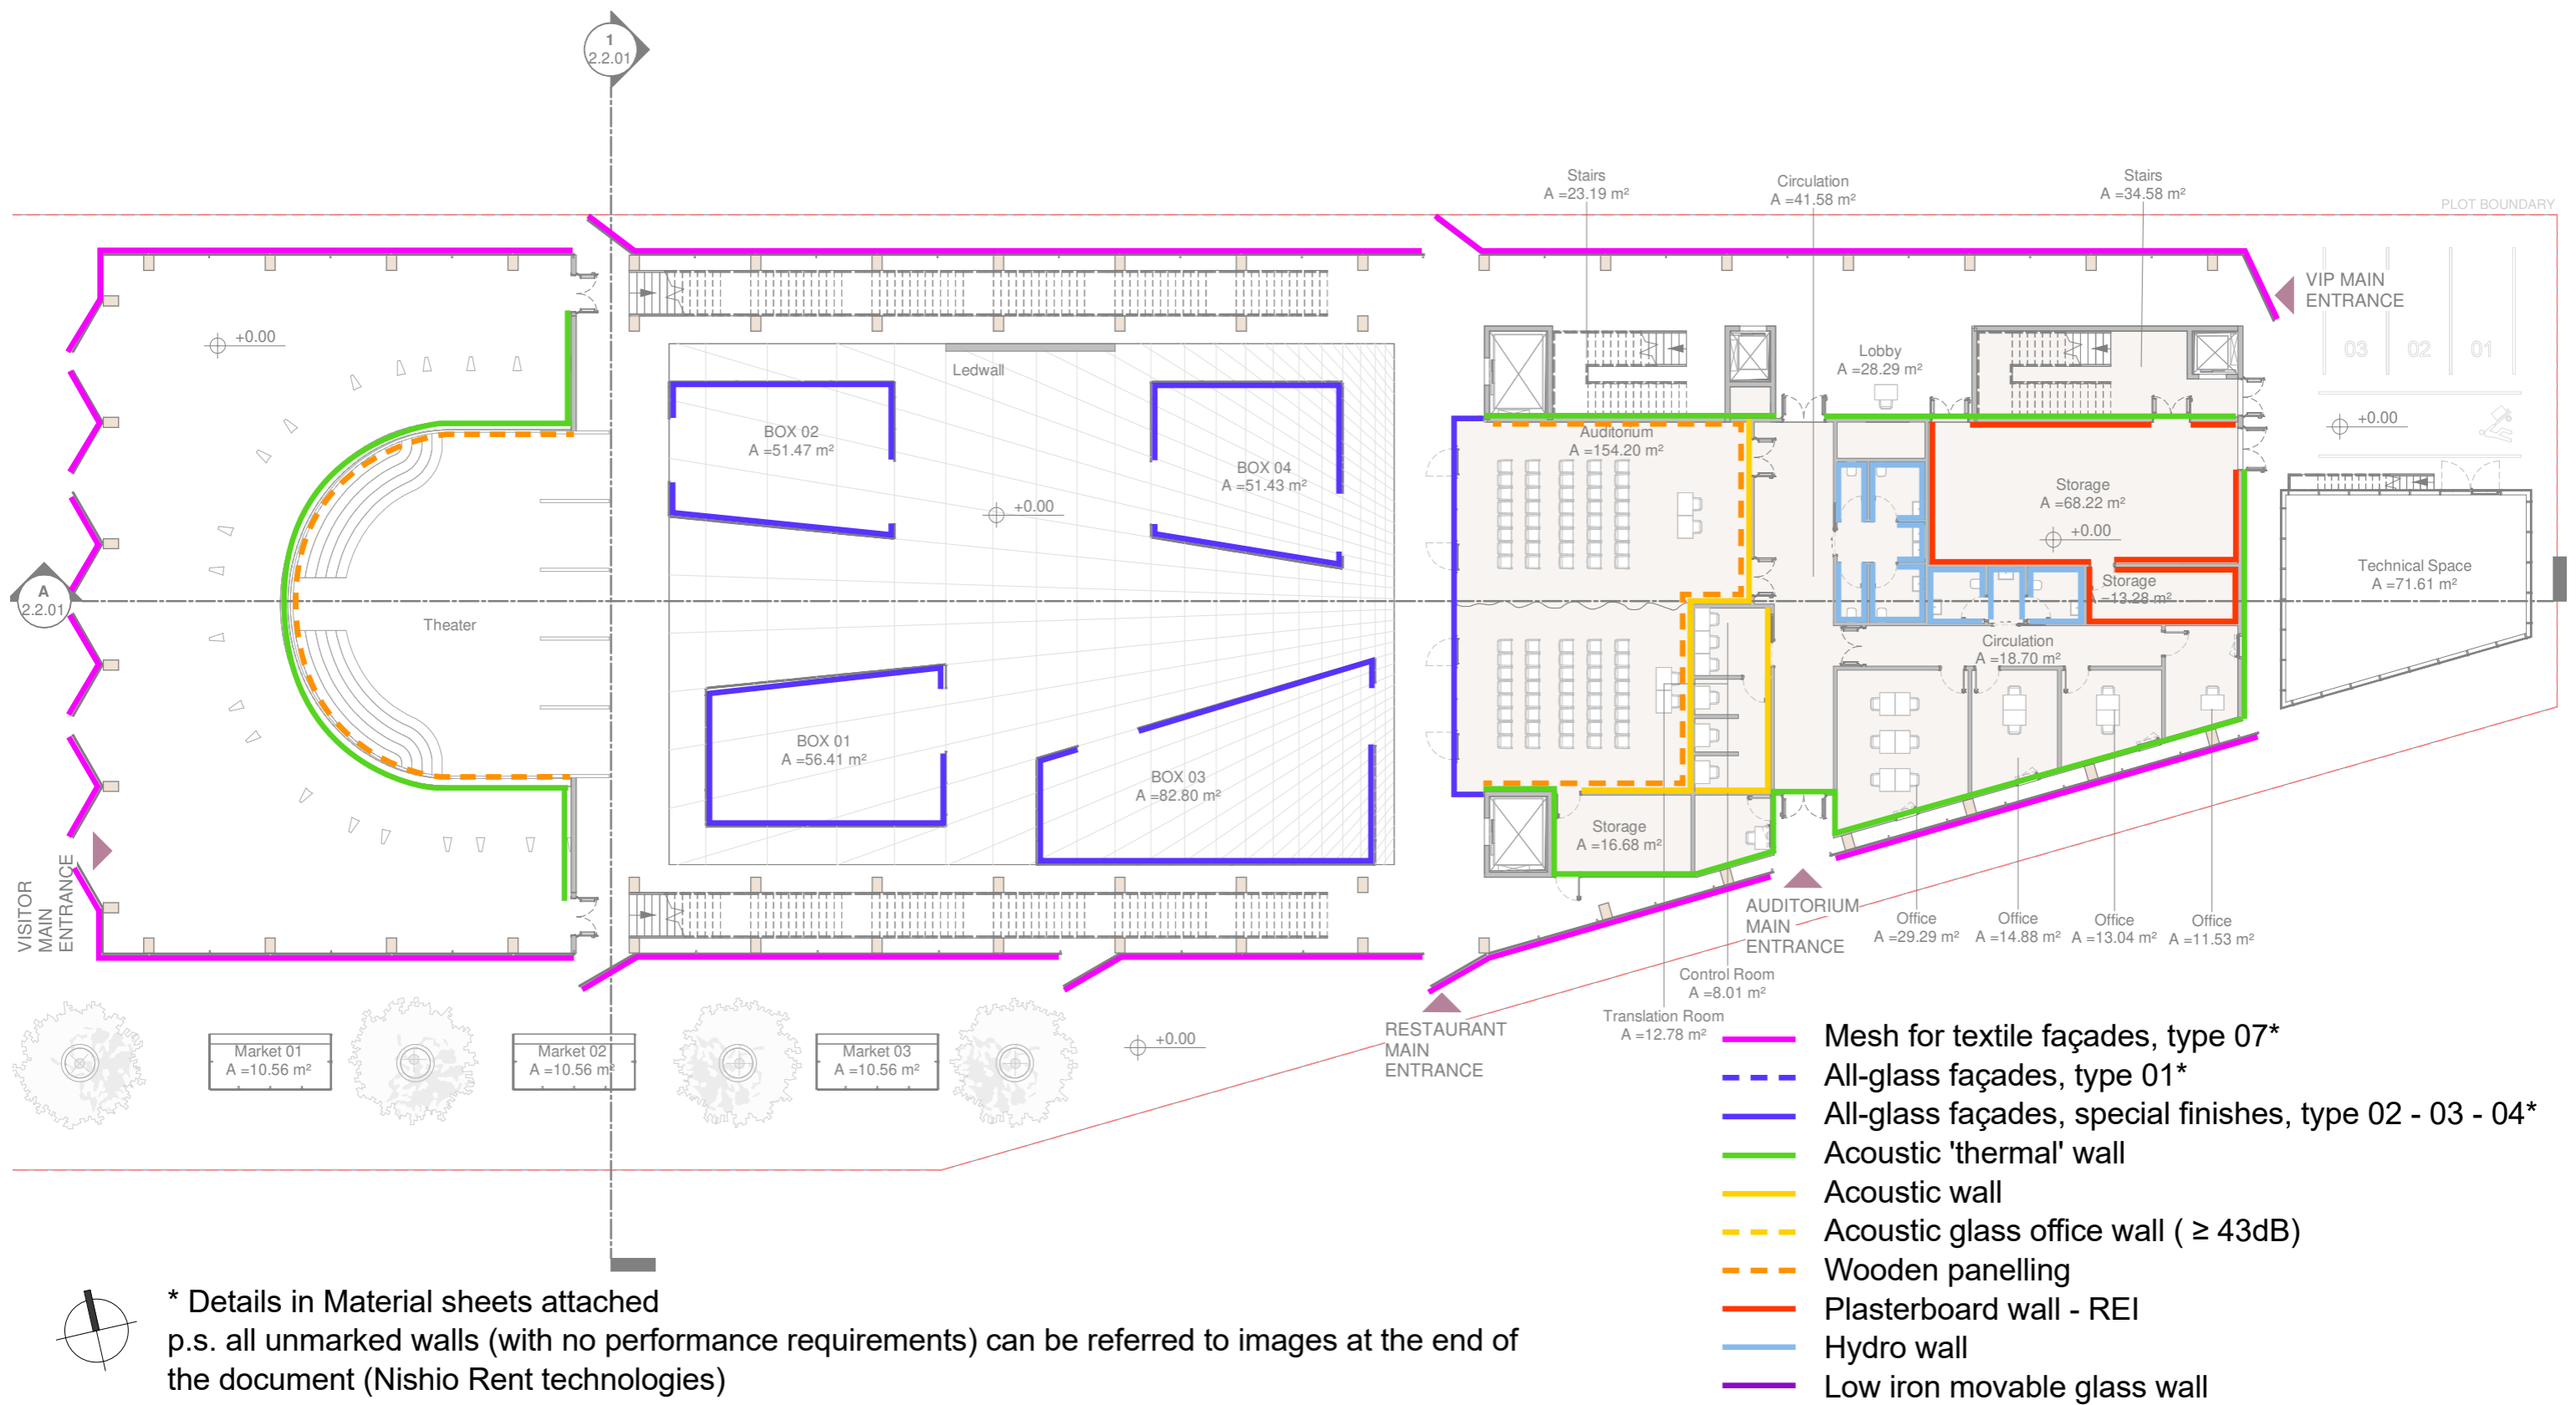 1
2.2.01
Stairs
A =23.19 m²
Circulation
A =41.58 m²
Stairs
A =34.58 m²
PLOT BOUNDARY
VIP MAIN
ENTRANCE
+0.00
03
02
01
Ledwall
Lobby
A =28.29 m²
+0.00
BOX 02
A =51.47 m²
BOX 04
A =51.43 m²
Auditorium
A =154.20 m²
+0.00
Storage
A =68.22 m²
+0.00
A
2.2.01
Theater
Storage
=13.28 m²
Technical Space
A =71.61 m²
Circulation
A =18.70 m²
BOX 01
A =56.41 m²
BOX 03
A =82.80 m²
Storage
A =16.68 m²
VISITOR
MAIN
ENTRANCE
AUDITORIUM
MAIN
ENTRANCE
Office
A =29.29 m²
Office
A =14.88 m²
Office
A =13.04 m²
Office
A =11.53 m²
Control Room
A =8.01 m²
Translation Room
A =12.78 m²
RESTAURANT
MAIN
ENTRANCE
Market 01
A =10.56 m²
Market 02
A =10.56 m²
Market 03
A =10.56 m²
+0.00
Mesh for textile façades, type 07*
All-glass façades, type 01*
All-glass façades, special finishes, type 02 - 03 - 04*
Acoustic 'thermal' wall
Acoustic wall
Acoustic glass office wall ( ≥ 43dB)
Wooden panelling
Plasterboard wall - REI
Hydro wall
Low iron movable glass wall
* Details in Material sheets attached
p.s. all unmarked walls (with no performance requirements) can be referred to images at the end of
the document (Nishio Rent technologies)